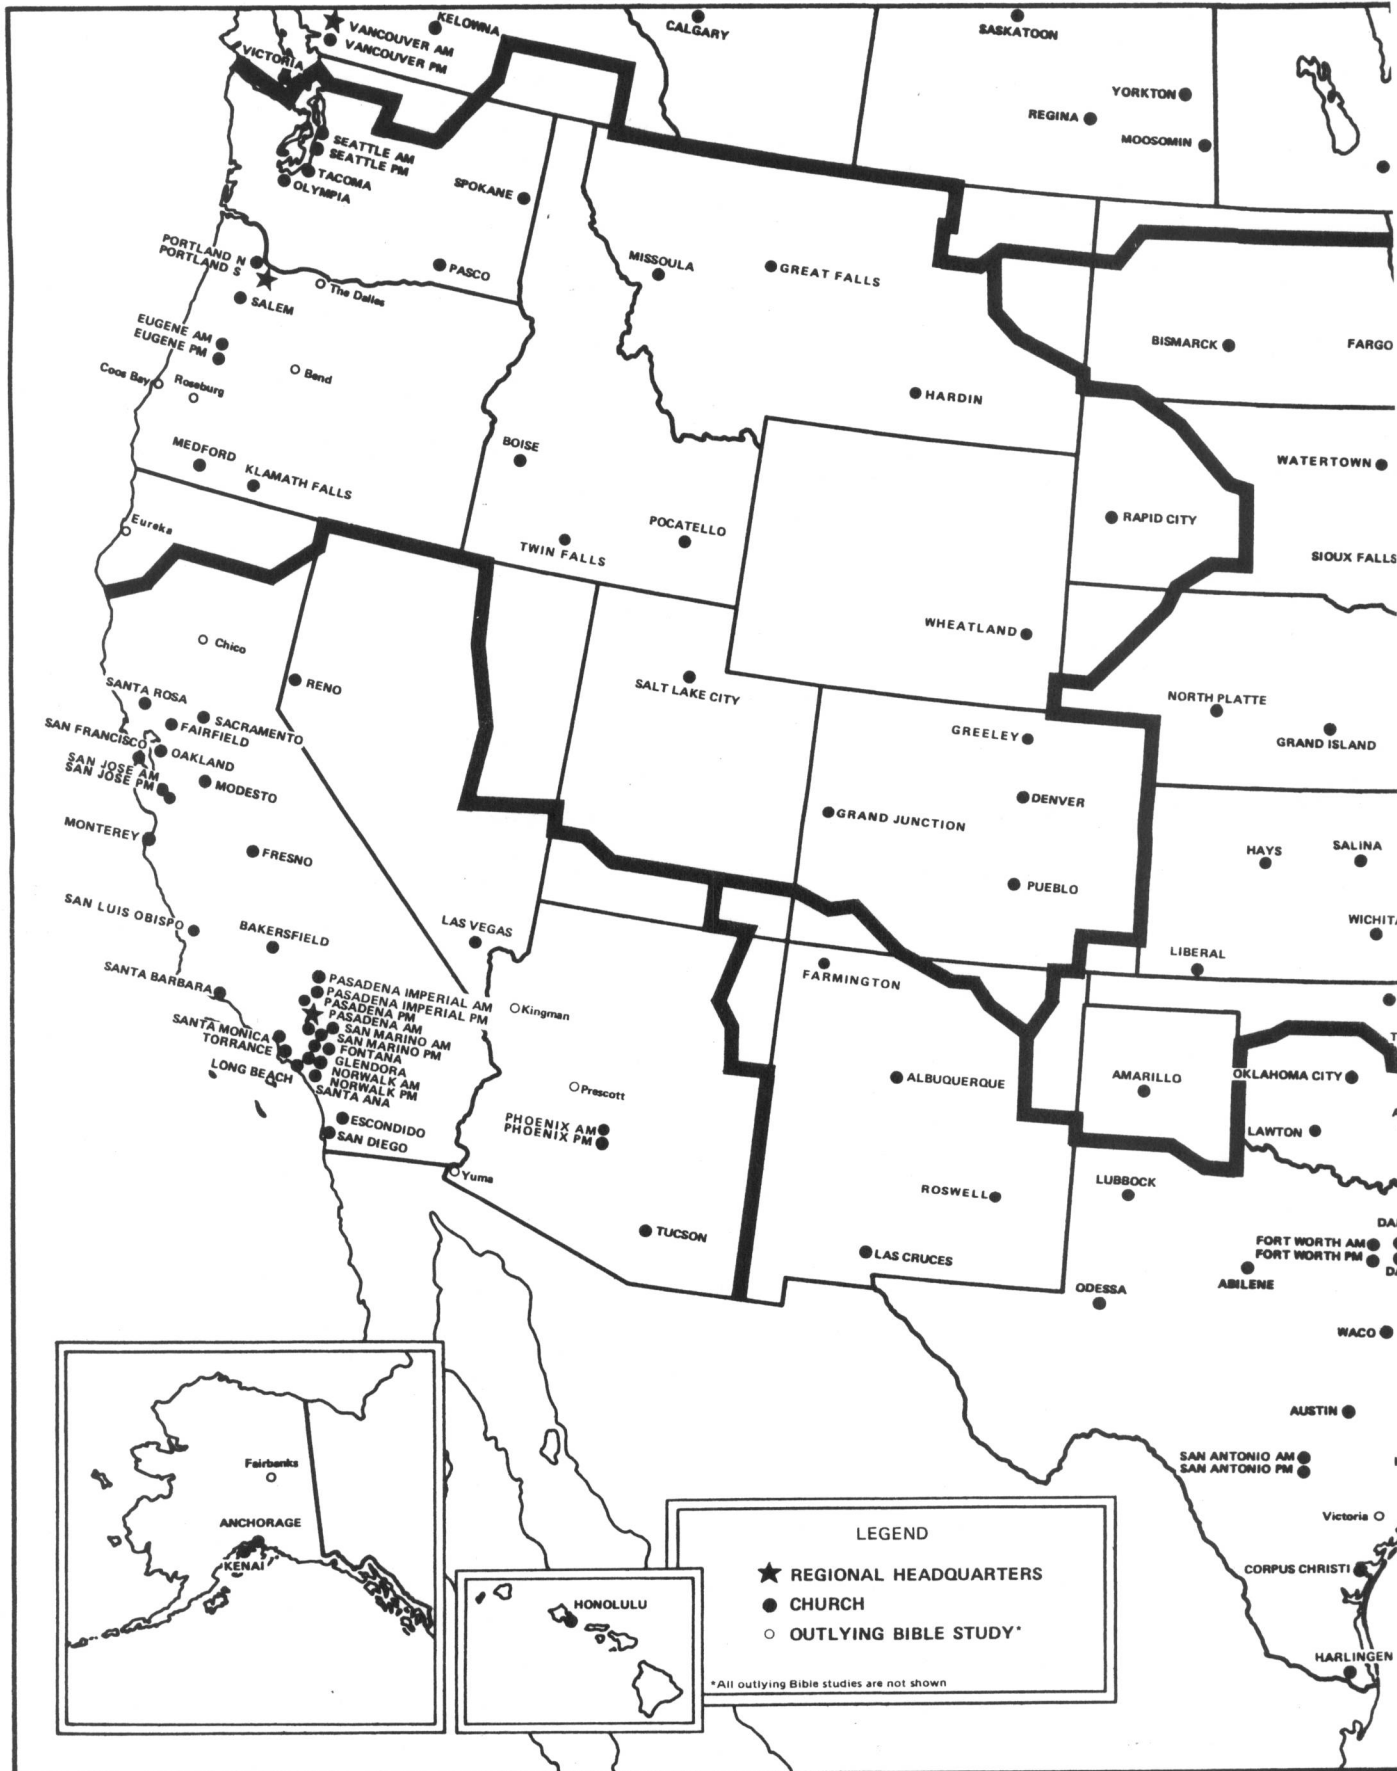 KELOWNA
VANCOUVER AM
VANCOUVER PM
VICTORIA
CALGARY
SASKATOON
YORKTON
REGINA
MOOSOMIN
SEATTLE AM
SEATTLE PM
TACOMA
OLYMPIA
SPOKANE
PORTLAND N
PORTLAND S
PASCO
The Dalles
SALEM
MISSOULA
GREAT FALLS
EUGENE AM
EUGENE PM
BISMARCK
FARGO
Coos Bay
Roseburg
Bend
HARDIN
MEDFORD
KLAMATH FALLS
BOISE
WATERTOWN
Eureka
TWIN FALLS
POCATELLO
RAPID CITY
SIOUX FALLS
Chico
WHEATLAND
SANTA ROSA
RENO
SALT LAKE CITY
NORTH PLATTE
SACRAMENTO
FAIRFIELD
SAN FRANCISCO
OAKLAND
GREELEY
GRAND ISLAND
SAN JOSE AM
SAN JOSE PM
MODESTO
GRAND JUNCTION
DENVER
MONTEREY
FRESNO
HAYS
SALINA
PUEBLO
SAN LUIS OBISPO
BAKERSFIELD
LAS VEGAS
WICHITA
LIBERAL
FARMINGTON
SANTA BARBARA
PASADENA IMPERIAL AM
PASADENA IMPERIAL PM
PASADENA PM
PASADENA AM
Kingman
SANTA MONICA
TORRANCE
LONG BEACH
SAN MARINO AM
SAN MARINO PM
FONTANA
GLENDORA
NORWALK AM
NORWALK PM
SANTA ANA
ALBUQUERQUE
AMARILLO
OKLAHOMA CITY
Prescott
ESCONDIDO
SAN DIEGO
PHOENIX AM
PHOENIX PM
LAWTON
Yuma
ROSWELL
LUBBOCK
TUCSON
LAS CRUCES
FORT WORTH AM
FORT WORTH PM
DA
ABILENE
ODESSA
WACO
AUSTIN
SAN ANTONIO AM
SAN ANTONIO PM
Victoria
CORPUS CHRISTI
HARLINGEN
Fairbanks
ANCHORAGE
KENAI
HONOLULU
LEGEND
REGIONAL HEADQUARTERS
CHURCH
OUTLYING BIBLE STUDY*
*All outlying Bible studies are not shown